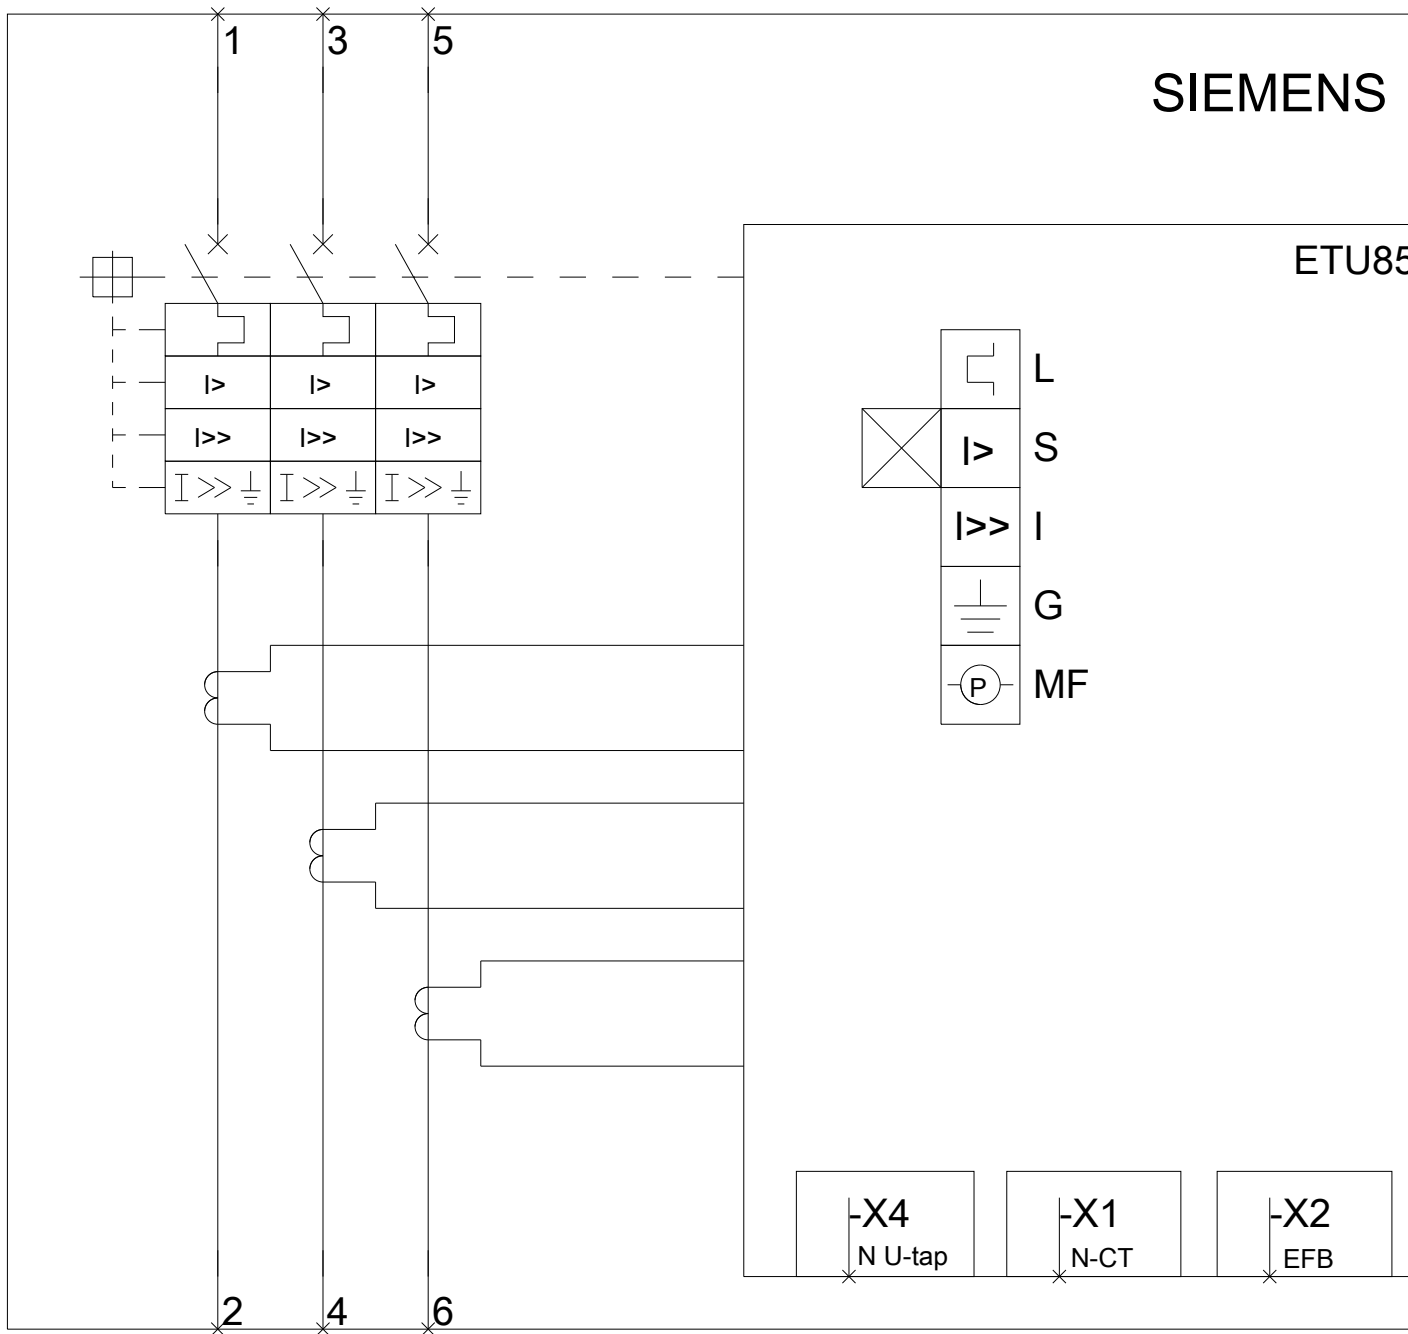 1 3 5
SIEMENS
ETU85
I> I> I>
I>> I>> I>>
I >> I >> I >>
L
I> S
I>> I
G
P MF
-X4 -X1 -X2
N U-tap N-CT EFB
2 4 6